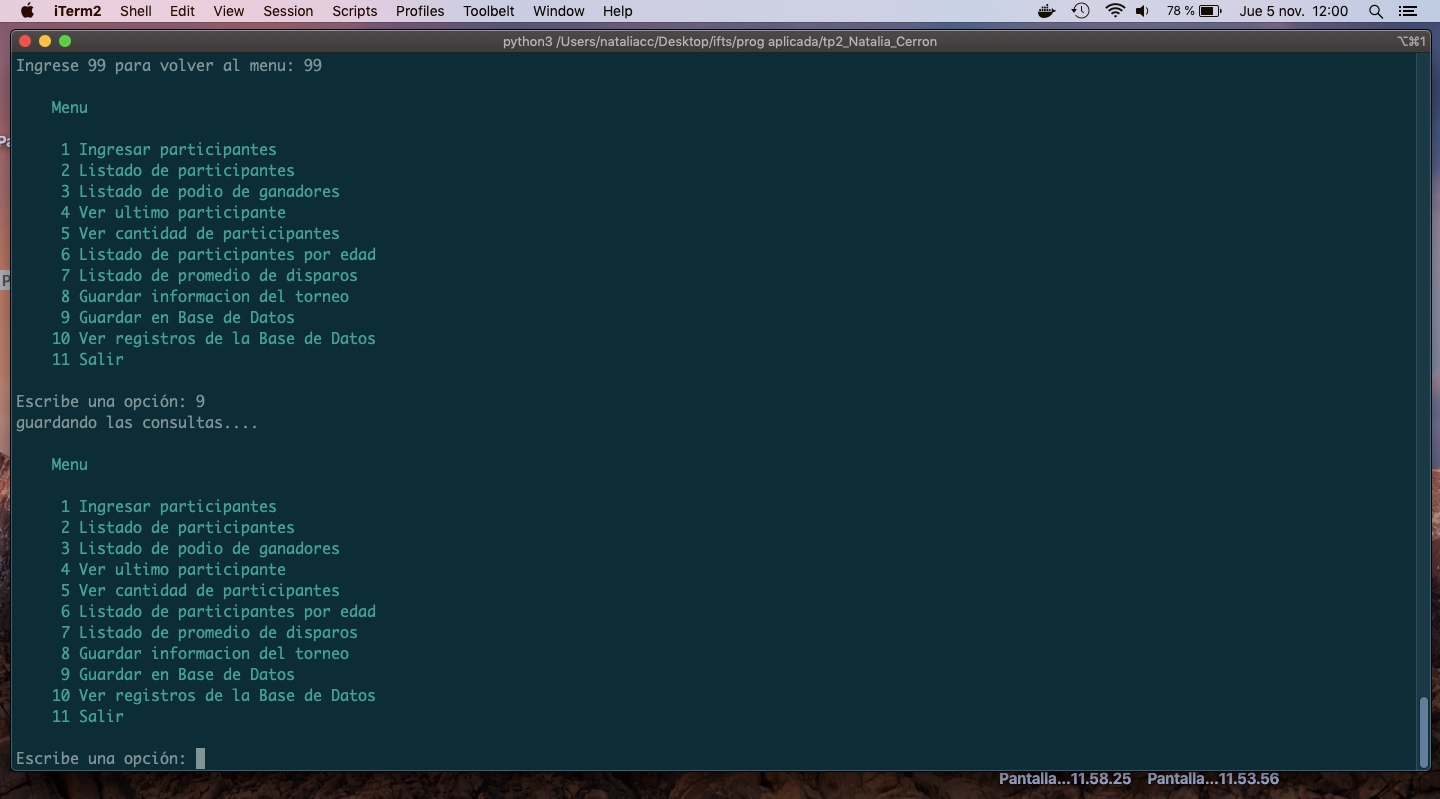 iTerm2 Shell Edit View Session Scripts Profiles Toolbelt Window Help 78 % Jue 5 nov. 12:00
python3 /Users/nataliacc/Desktop/ifts/prog aplicada/tp2_Natalia_Cerron ⌥⌘1
Ingrese 99 para volver al menu: 99
Menu
1 Ingresar participantes
2 Listado de participantes
3 Listado de podio de ganadores
4 Ver ultimo participante
5 Ver cantidad de participantes
6 Listado de participantes por edad
7 Listado de promedio de disparos
8 Guardar informacion del torneo
9 Guardar en Base de Datos
10 Ver registros de la Base de Datos
11 Salir
Escribe una opción: 9
guardando las consultas....
Menu
1 Ingresar participantes
2 Listado de participantes
3 Listado de podio de ganadores
4 Ver ultimo participante
5 Ver cantidad de participantes
6 Listado de participantes por edad
7 Listado de promedio de disparos
8 Guardar informacion del torneo
9 Guardar en Base de Datos
10 Ver registros de la Base de Datos
11 Salir
Escribe una opción:
Pantalla...11.58.25 Pantalla...11.53.56